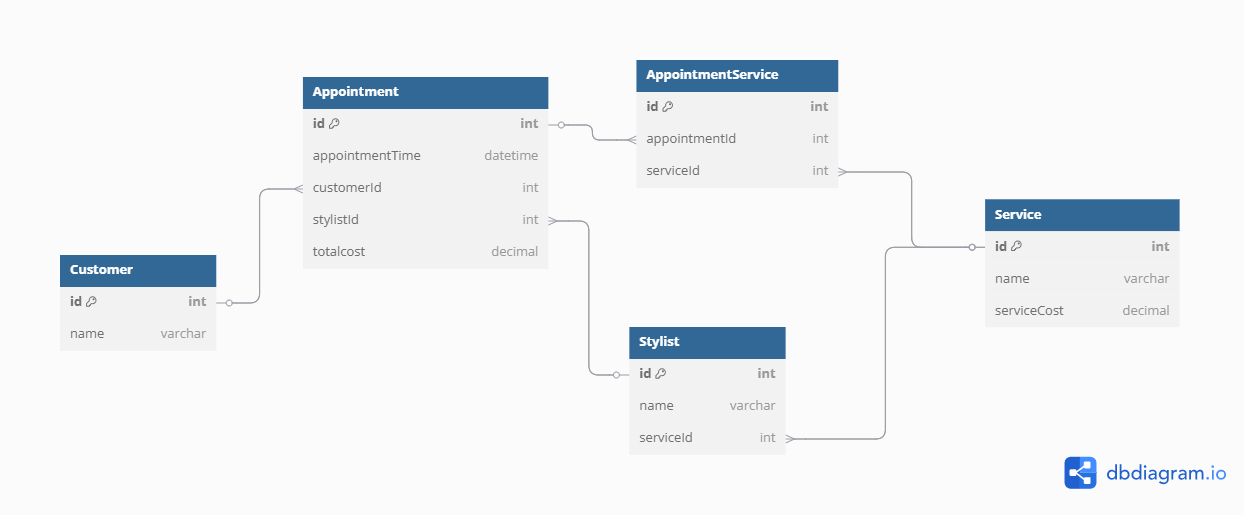 Appointment
id int
appointmentTime datetime
customerId int
stylistId int
totalcost decimal
AppointmentService
id int
appointmentId int
serviceId int
Service
id int
name varchar
serviceCost decimal
Customer
id int
name varchar
Stylist
id int
name varchar
serviceId int
dbdiagram.io